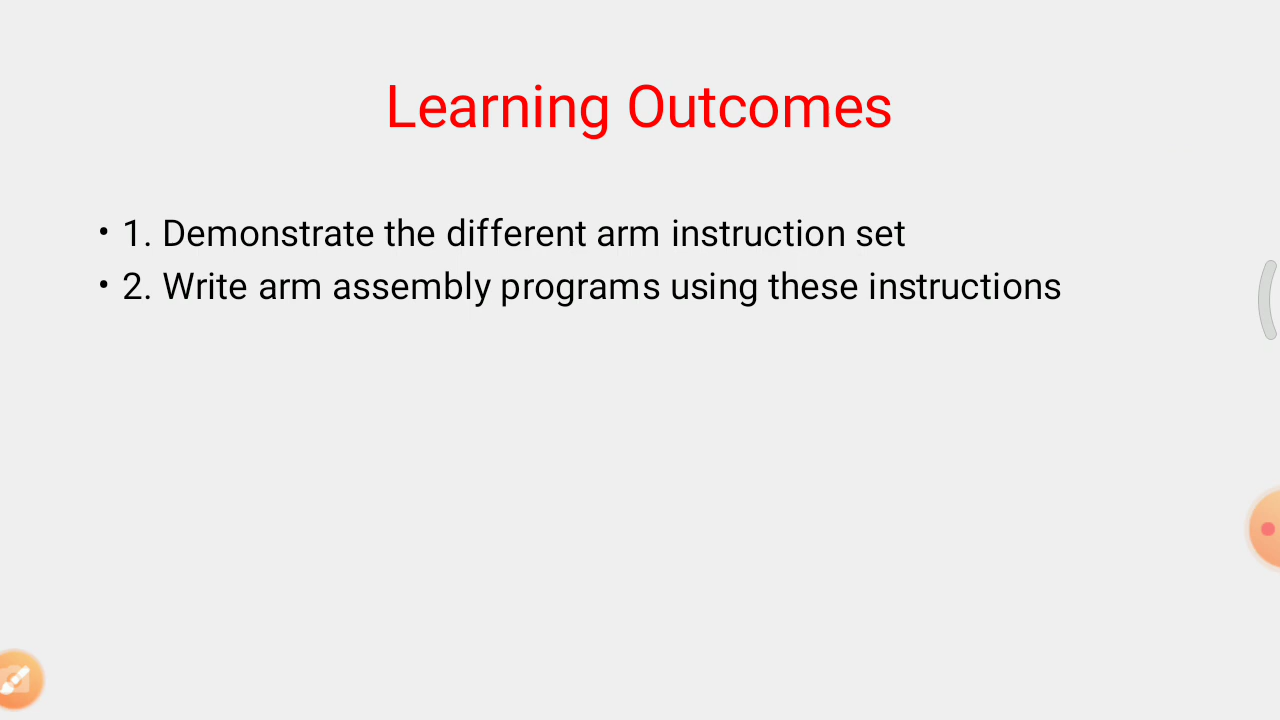 Learning Outcomes
• 1. Demonstrate the different arm instruction set
• 2. Write arm assembly programs using these instructions